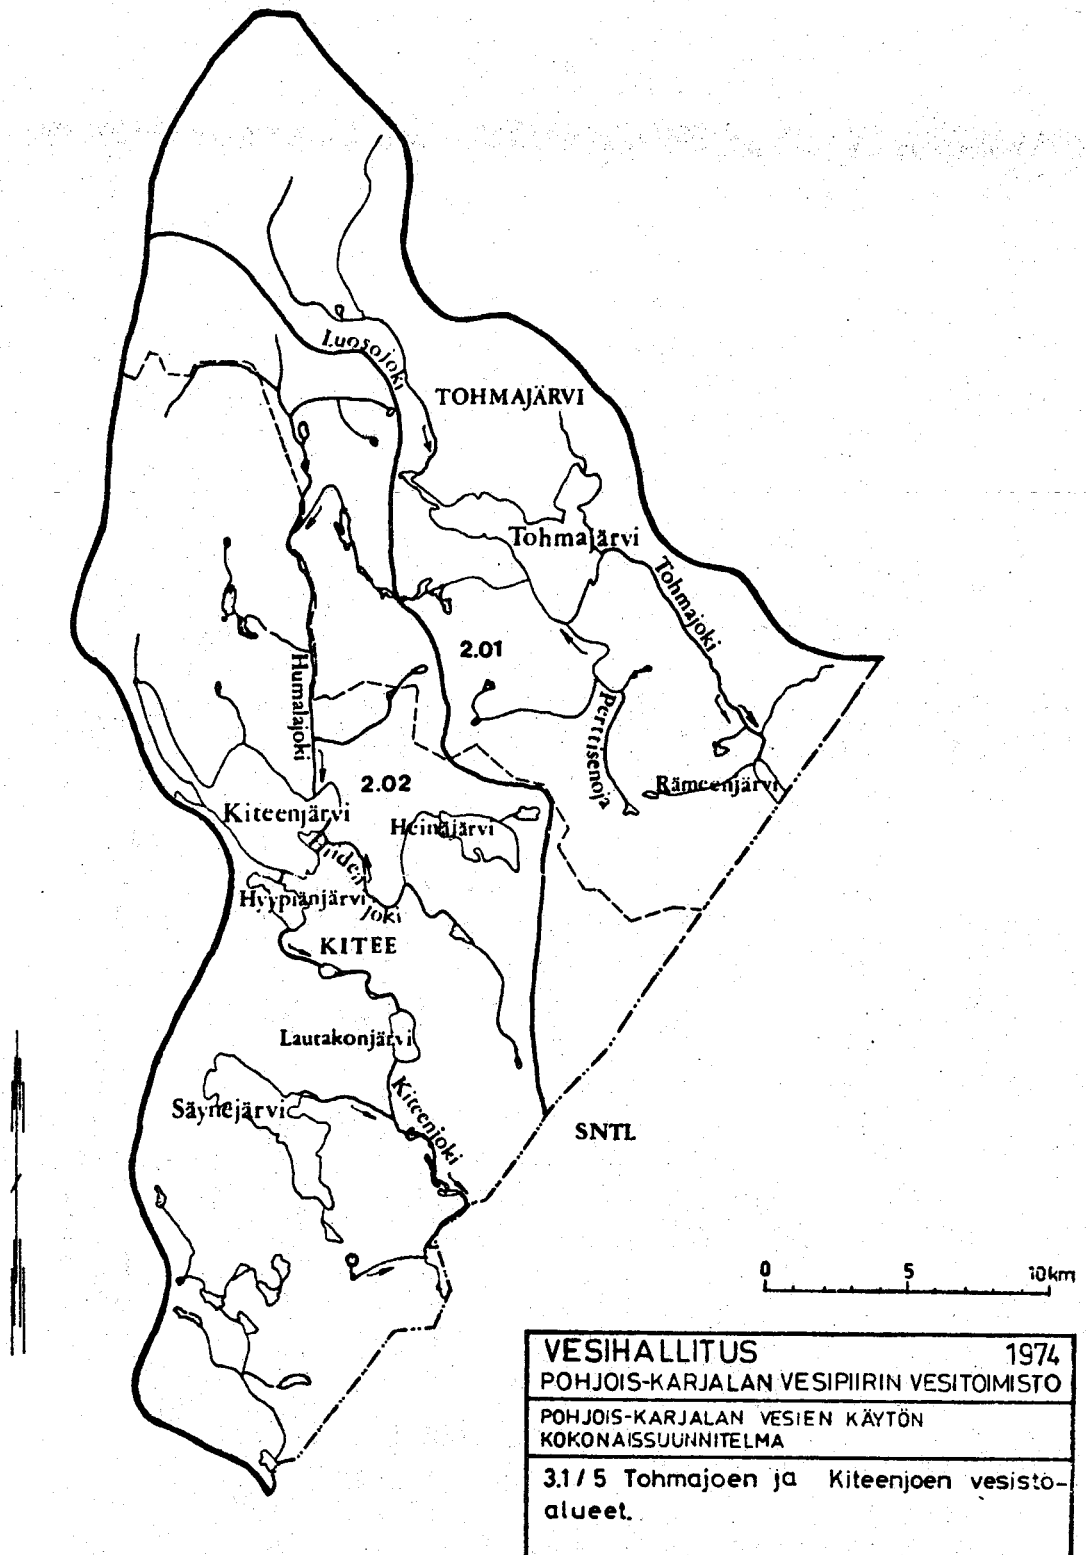 Luosojoki
TOHMAJÄRVI
Tohmajärvi
Tohmajoki
2.01
Humalajoki
Perttisenoja
Rämeenjärvi
2.02
Kiteenjärvi
Heinäjärvi
Hiiden
joki
Hyypiänjärvi
KITEE
Lautakonjärvi
Kiteenjoki
Säynejärvi
SNTL
0 5 10km
VESIHALLITUS 1974
POHJOIS-KARJALAN VESIPIIRIN VESITOIMISTO
POHJOIS-KARJALAN VESIEN KÄYTÖN
KOKONAISSUUNNITELMA
3.1/5 Tohmajoen ja Kiteenjoen vesistö-
alueet.